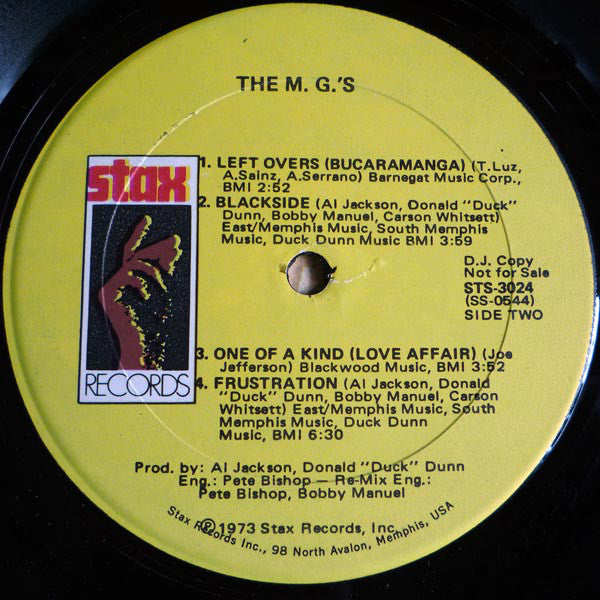 THE M. G.'S
stax
RECORDS
1. LEFT OVERS (BUCARAMANGA) (T.Luz,
A.Sainz, A.Serrano) Barnegat Music Corp.,
BMI 2:52
2. BLACKSIDE (Al Jackson, Donald "Duck"
Dunn, Bobby Manuel, Carson Whitsett)
East/Memphis Music, South Memphis
Music, Duck Dunn Music BMI 3:59
D.J. Copy
Not for Sale
STS-3024
(SS-0544)
SIDE TWO
3. ONE OF A KIND (LOVE AFFAIR) (Joe
Jefferson) Blackwood Music, BMI 3:52
4. FRUSTRATION (Al Jackson, Donald
"Duck" Dunn, Bobby Manuel, Carson
Whitsett) East/Memphis Music, South
Memphis Music, Duck Dunn
Music, BMI 6:30
Prod. by: Al Jackson, Donald "Duck" Dunn
Eng.: Pete Bishop — Re-Mix Eng.:
Pete Bishop, Bobby Manuel
℗1973 Stax Records, Inc.
Stax Records Inc., 98 North Avalon, Memphis, USA